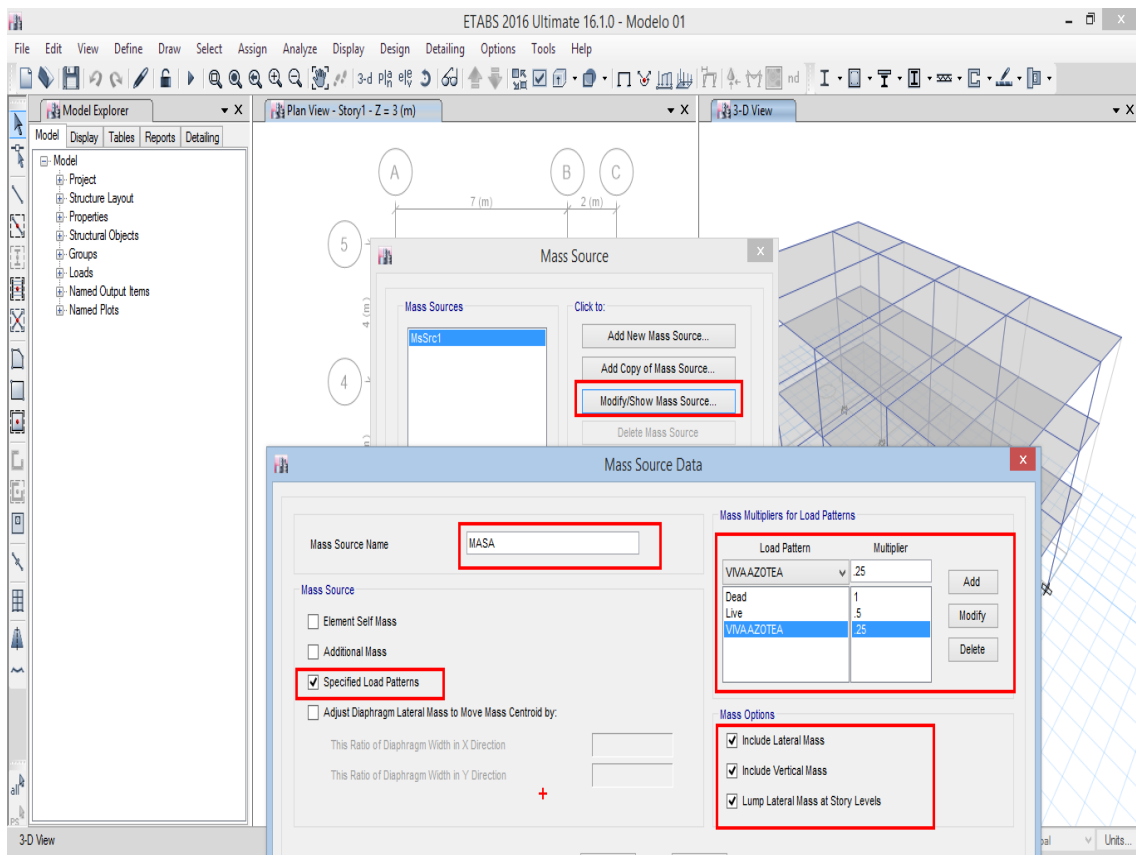 ETABS 2016 Ultimate 16.1.0 - Modelo 01
File Edit View Define Draw Select Assign Analyze Display Design Detailing Options Tools Help
3-d plạ elẹ nd
Model Explorer
Plan View - Story1 - Z = 3 (m)
3-D View
Model Display Tables Reports Detailing
Model
Project
Structure Layout
Properties
Structural Objects
Groups
Loads
Named Output Items
Named Plots
A B C
7 (m) 2 (m)
5
4 (m)
4
Mass Source
Mass Sources
MsSrc1
Click to:
Add New Mass Source...
Add Copy of Mass Source...
Modify/Show Mass Source...
Delete Mass Source
Mass Source Data
Mass Source Name MASA
Mass Source
Element Self Mass
Additional Mass
Specified Load Patterns
Adjust Diaphragm Lateral Mass to Move Mass Centroid by:
This Ratio of Diaphragm Width in X Direction
This Ratio of Diaphragm Width in Y Direction
Mass Multipliers for Load Patterns
Load Pattern Multiplier
VIVA AZOTEA .25
Dead 1
Live .5
VIVA AZOTEA .25
Add
Modify
Delete
Mass Options
Include Lateral Mass
Include Vertical Mass
Lump Lateral Mass at Story Levels
all
PS
3-D View
Units...